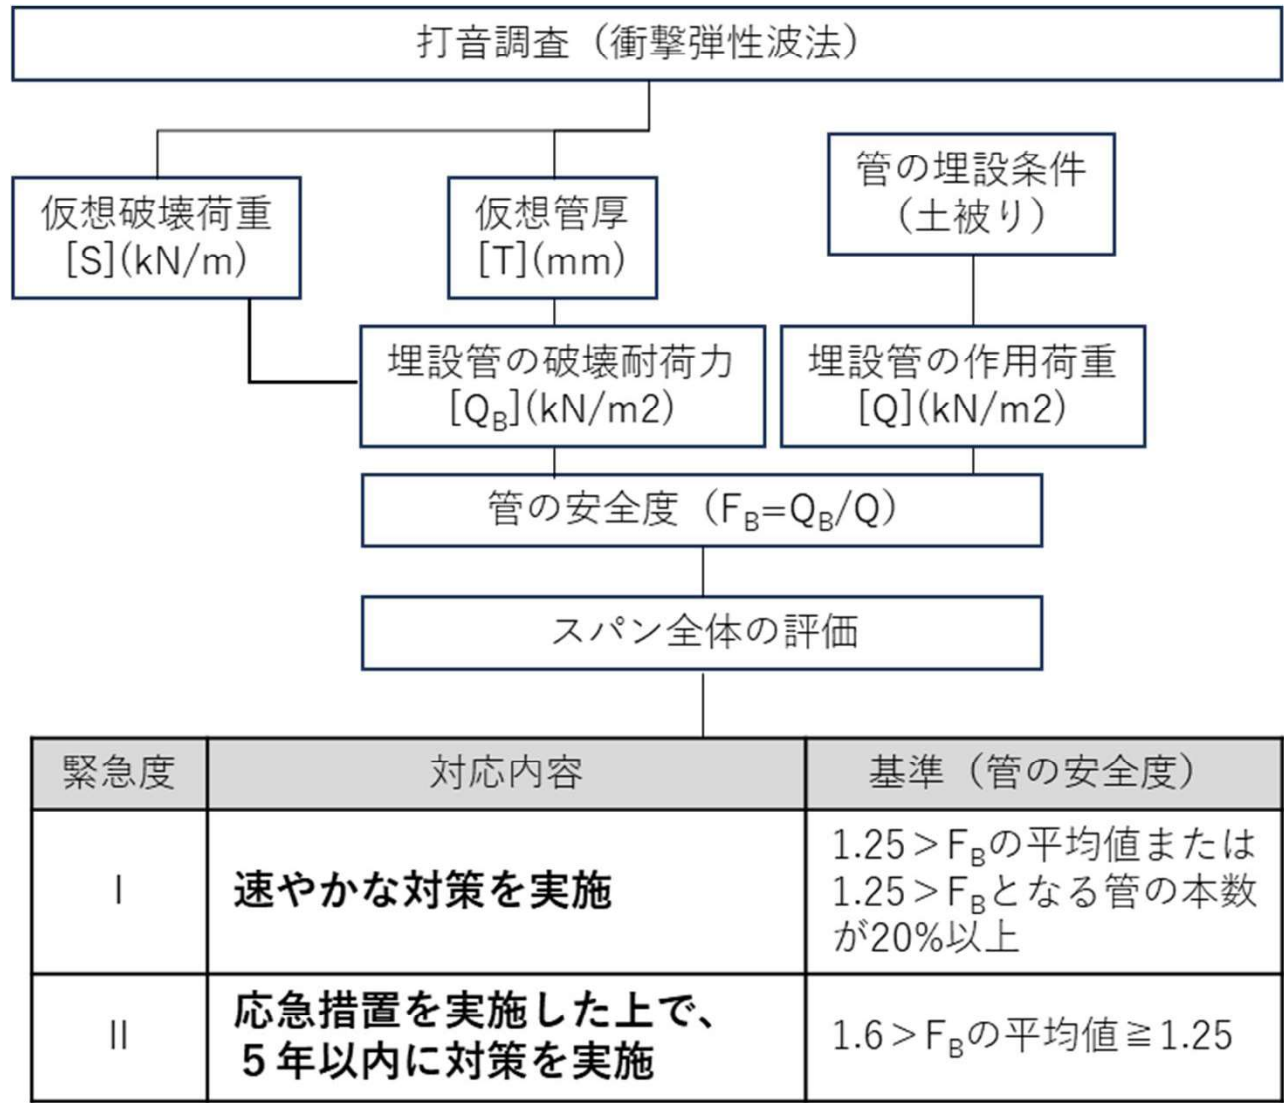 打音調査（衝撃弾性波法）
仮想破壊荷重
[S](kN/m)
仮想管厚
[T](mm)
管の埋設条件
（土被り）
埋設管の破壊耐荷力
[QB](kN/m2)
埋設管の作用荷重
[Q](kN/m2)
管の安全度（FB=QB/Q）
スパン全体の評価
緊急度
対応内容
基準（管の安全度）
Ⅰ
速やかな対策を実施
1.25＞FBの平均値または
1.25＞FBとなる管の本数
が20%以上
Ⅱ
応急措置を実施した上で、
５年以内に対策を実施
1.6＞FBの平均値≧1.25